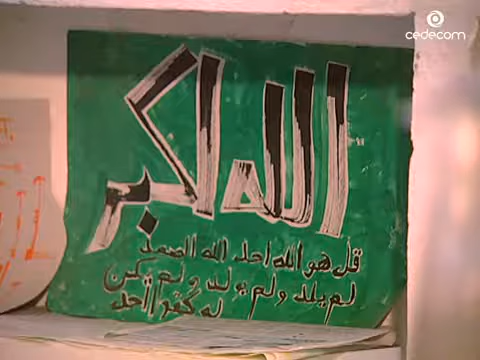 cedecom
الله اكبر
قل هو الله احد الله الصمد
لم يلد ولم يولد ولم يكن
له كفوا احد